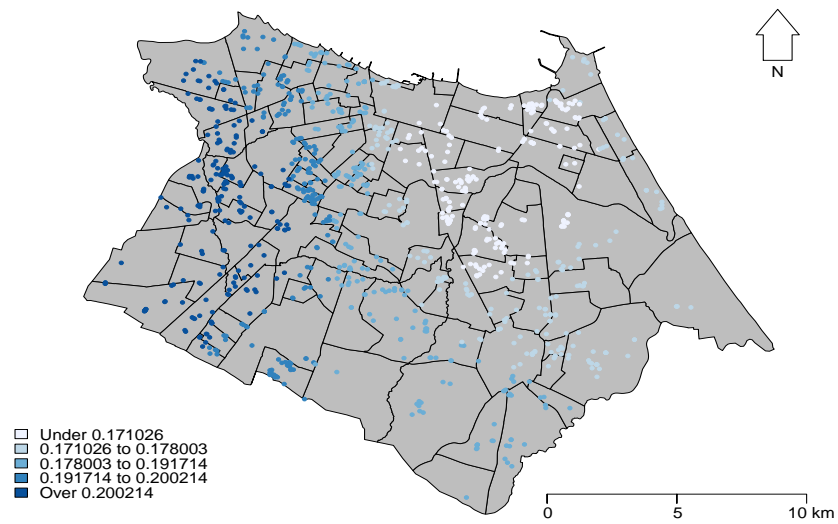 N
Under 0.171026
0.171026 to 0.178003
0.178003 to 0.191714
0.191714 to 0.200214
Over 0.200214
0 5 10 km